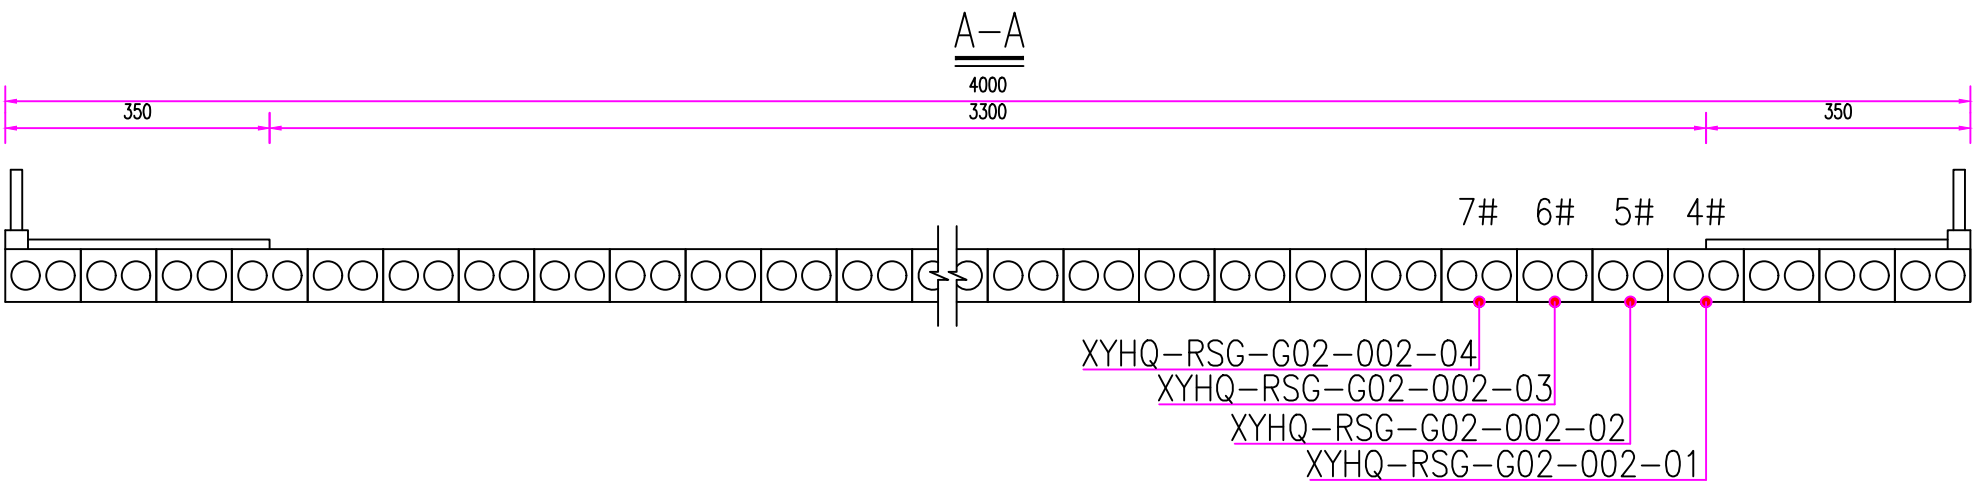 A-A
4000
350 3300 350
7# 6# 5# 4#
XYHQ-RSG-G02-002-04
XYHQ-RSG-G02-002-03
XYHQ-RSG-G02-002-02
XYHQ-RSG-G02-002-01